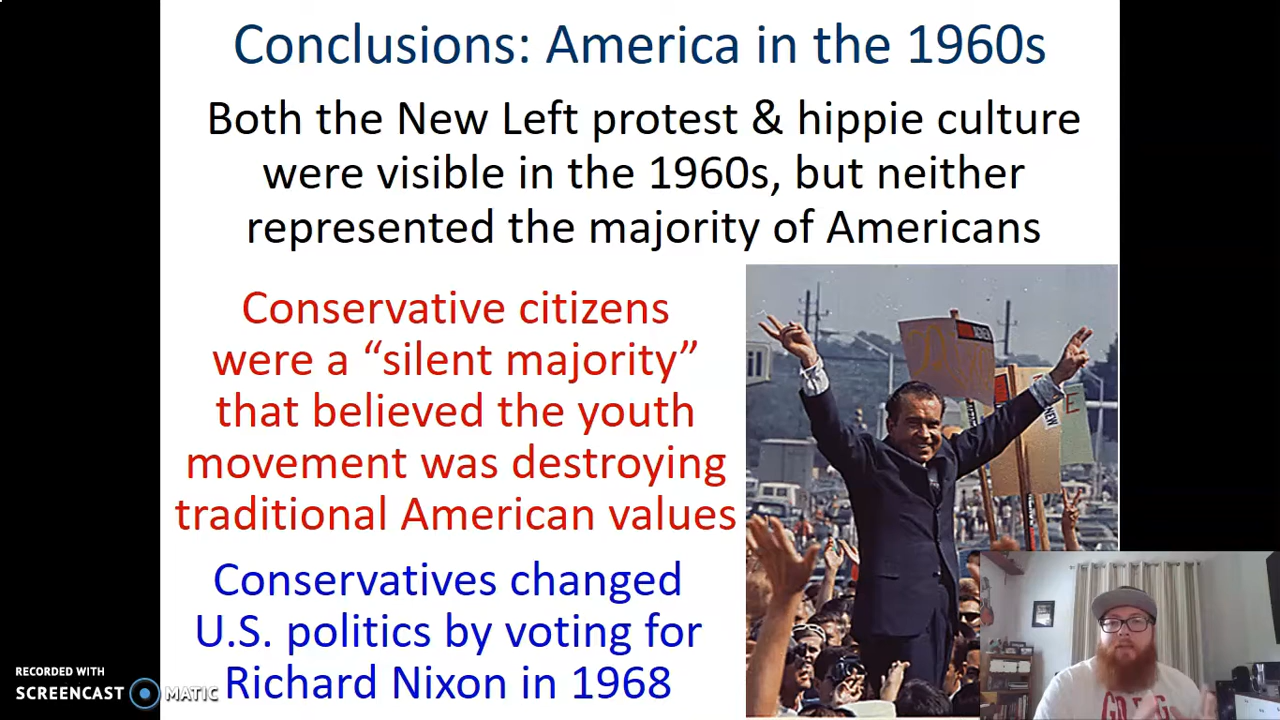 Conclusions: America in the 1960s
Both the New Left protest & hippie culture
were visible in the 1960s, but neither
represented the majority of Americans
Conservative citizens
were a “silent majority”
that believed the youth
movement was destroying
traditional American values
Conservatives changed
U.S. politics by voting for
Richard Nixon in 1968
RECORDED WITH
SCREENCAST MATIC